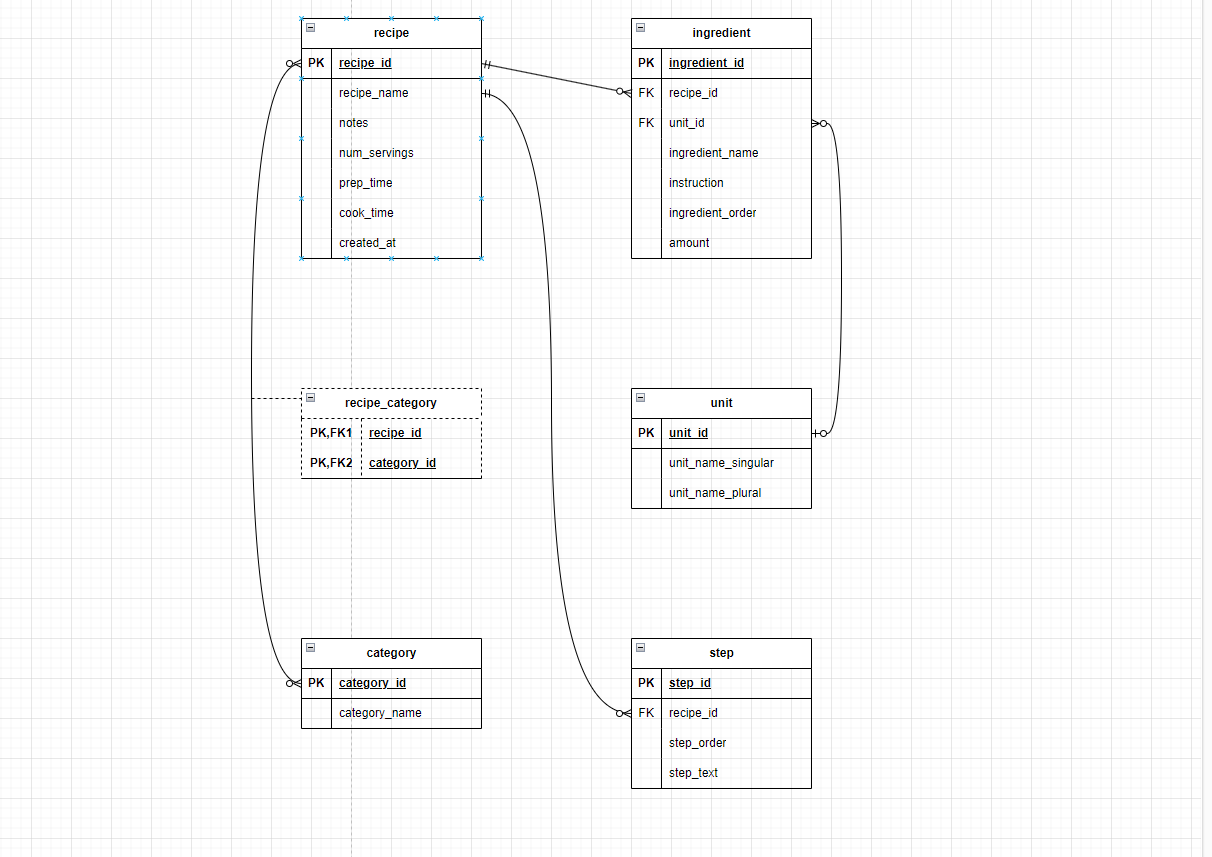 recipe
PK recipe_id
recipe_name
notes
num_servings
prep_time
cook_time
created_at
ingredient
PK ingredient_id
FK recipe_id
FK unit_id
ingredient_name
instruction
ingredient_order
amount
recipe_category
PK,FK1 recipe_id
PK,FK2 category_id
unit
PK unit_id
unit_name_singular
unit_name_plural
category
PK category_id
category_name
step
PK step_id
FK recipe_id
step_order
step_text